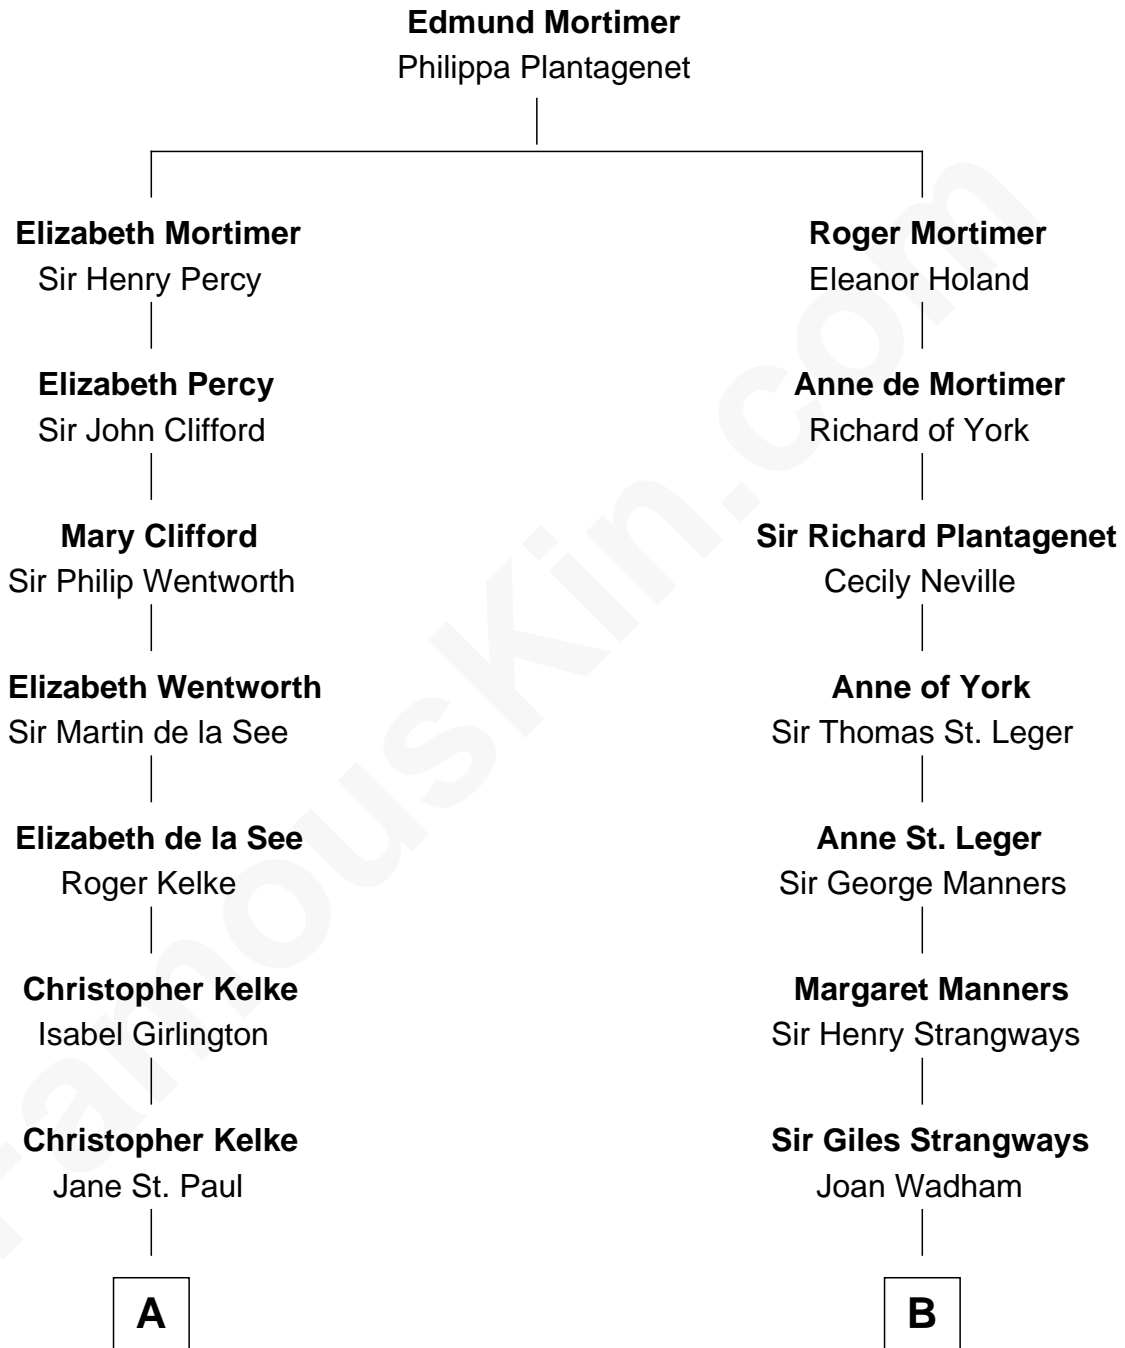 Edmund Mortimer
Philippa Plantagenet
Elizabeth Mortimer
Sir Henry Percy
Roger Mortimer
Eleanor Holand
Elizabeth Percy
Sir John Clifford
Anne de Mortimer
Richard of York
Mary Clifford
Sir Philip Wentworth
Sir Richard Plantagenet
Cecily Neville
Elizabeth Wentworth
Sir Martin de la See
Anne of York
Sir Thomas St. Leger
Elizabeth de la See
Roger Kelke
Anne St. Leger
Sir George Manners
Christopher Kelke
Isabel Girlington
Margaret Manners
Sir Henry Strangways
Christopher Kelke
Jane St. Paul
Sir Giles Strangways
Joan Wadham
A
B
FamousKin.com